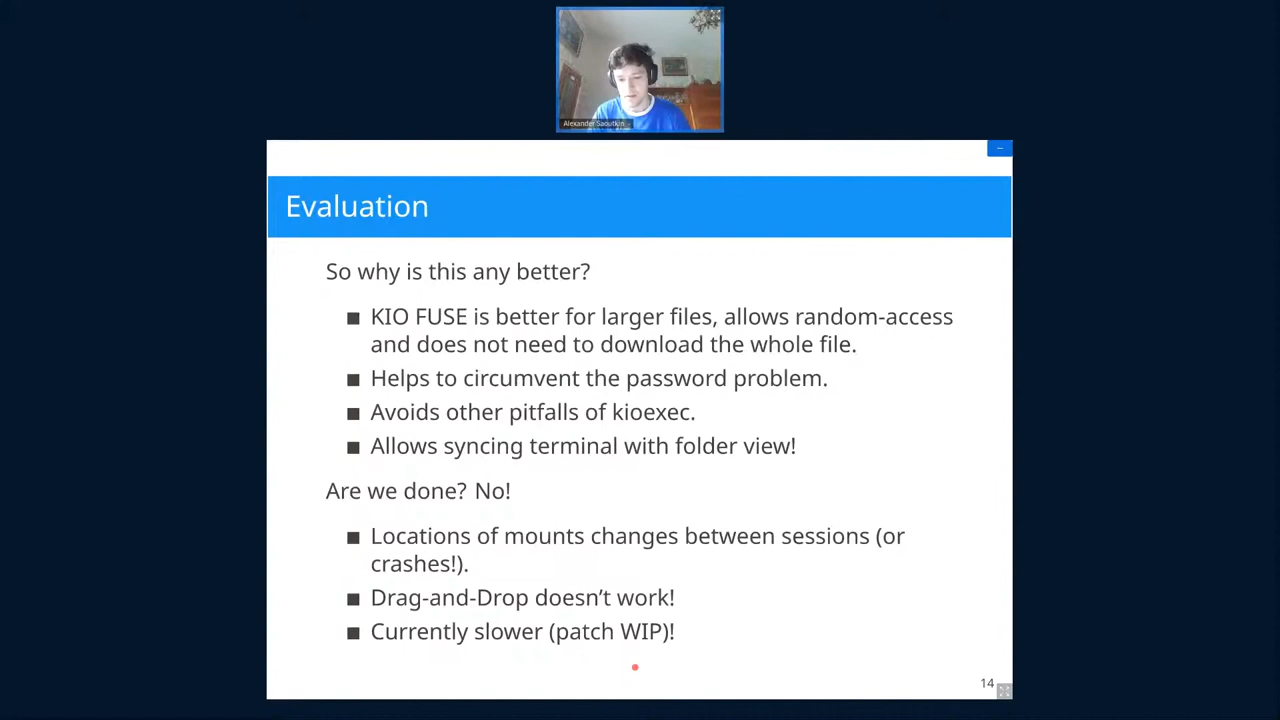 Alexander Saoutkin
Evaluation
So why is this any better?
KIO FUSE is better for larger files, allows random-access
and does not need to download the whole file.
Helps to circumvent the password problem.
Avoids other pitfalls of kioexec.
Allows syncing terminal with folder view!
Are we done? No!
Locations of mounts changes between sessions (or
crashes!).
Drag-and-Drop doesn’t work!
Currently slower (patch WIP)!
14